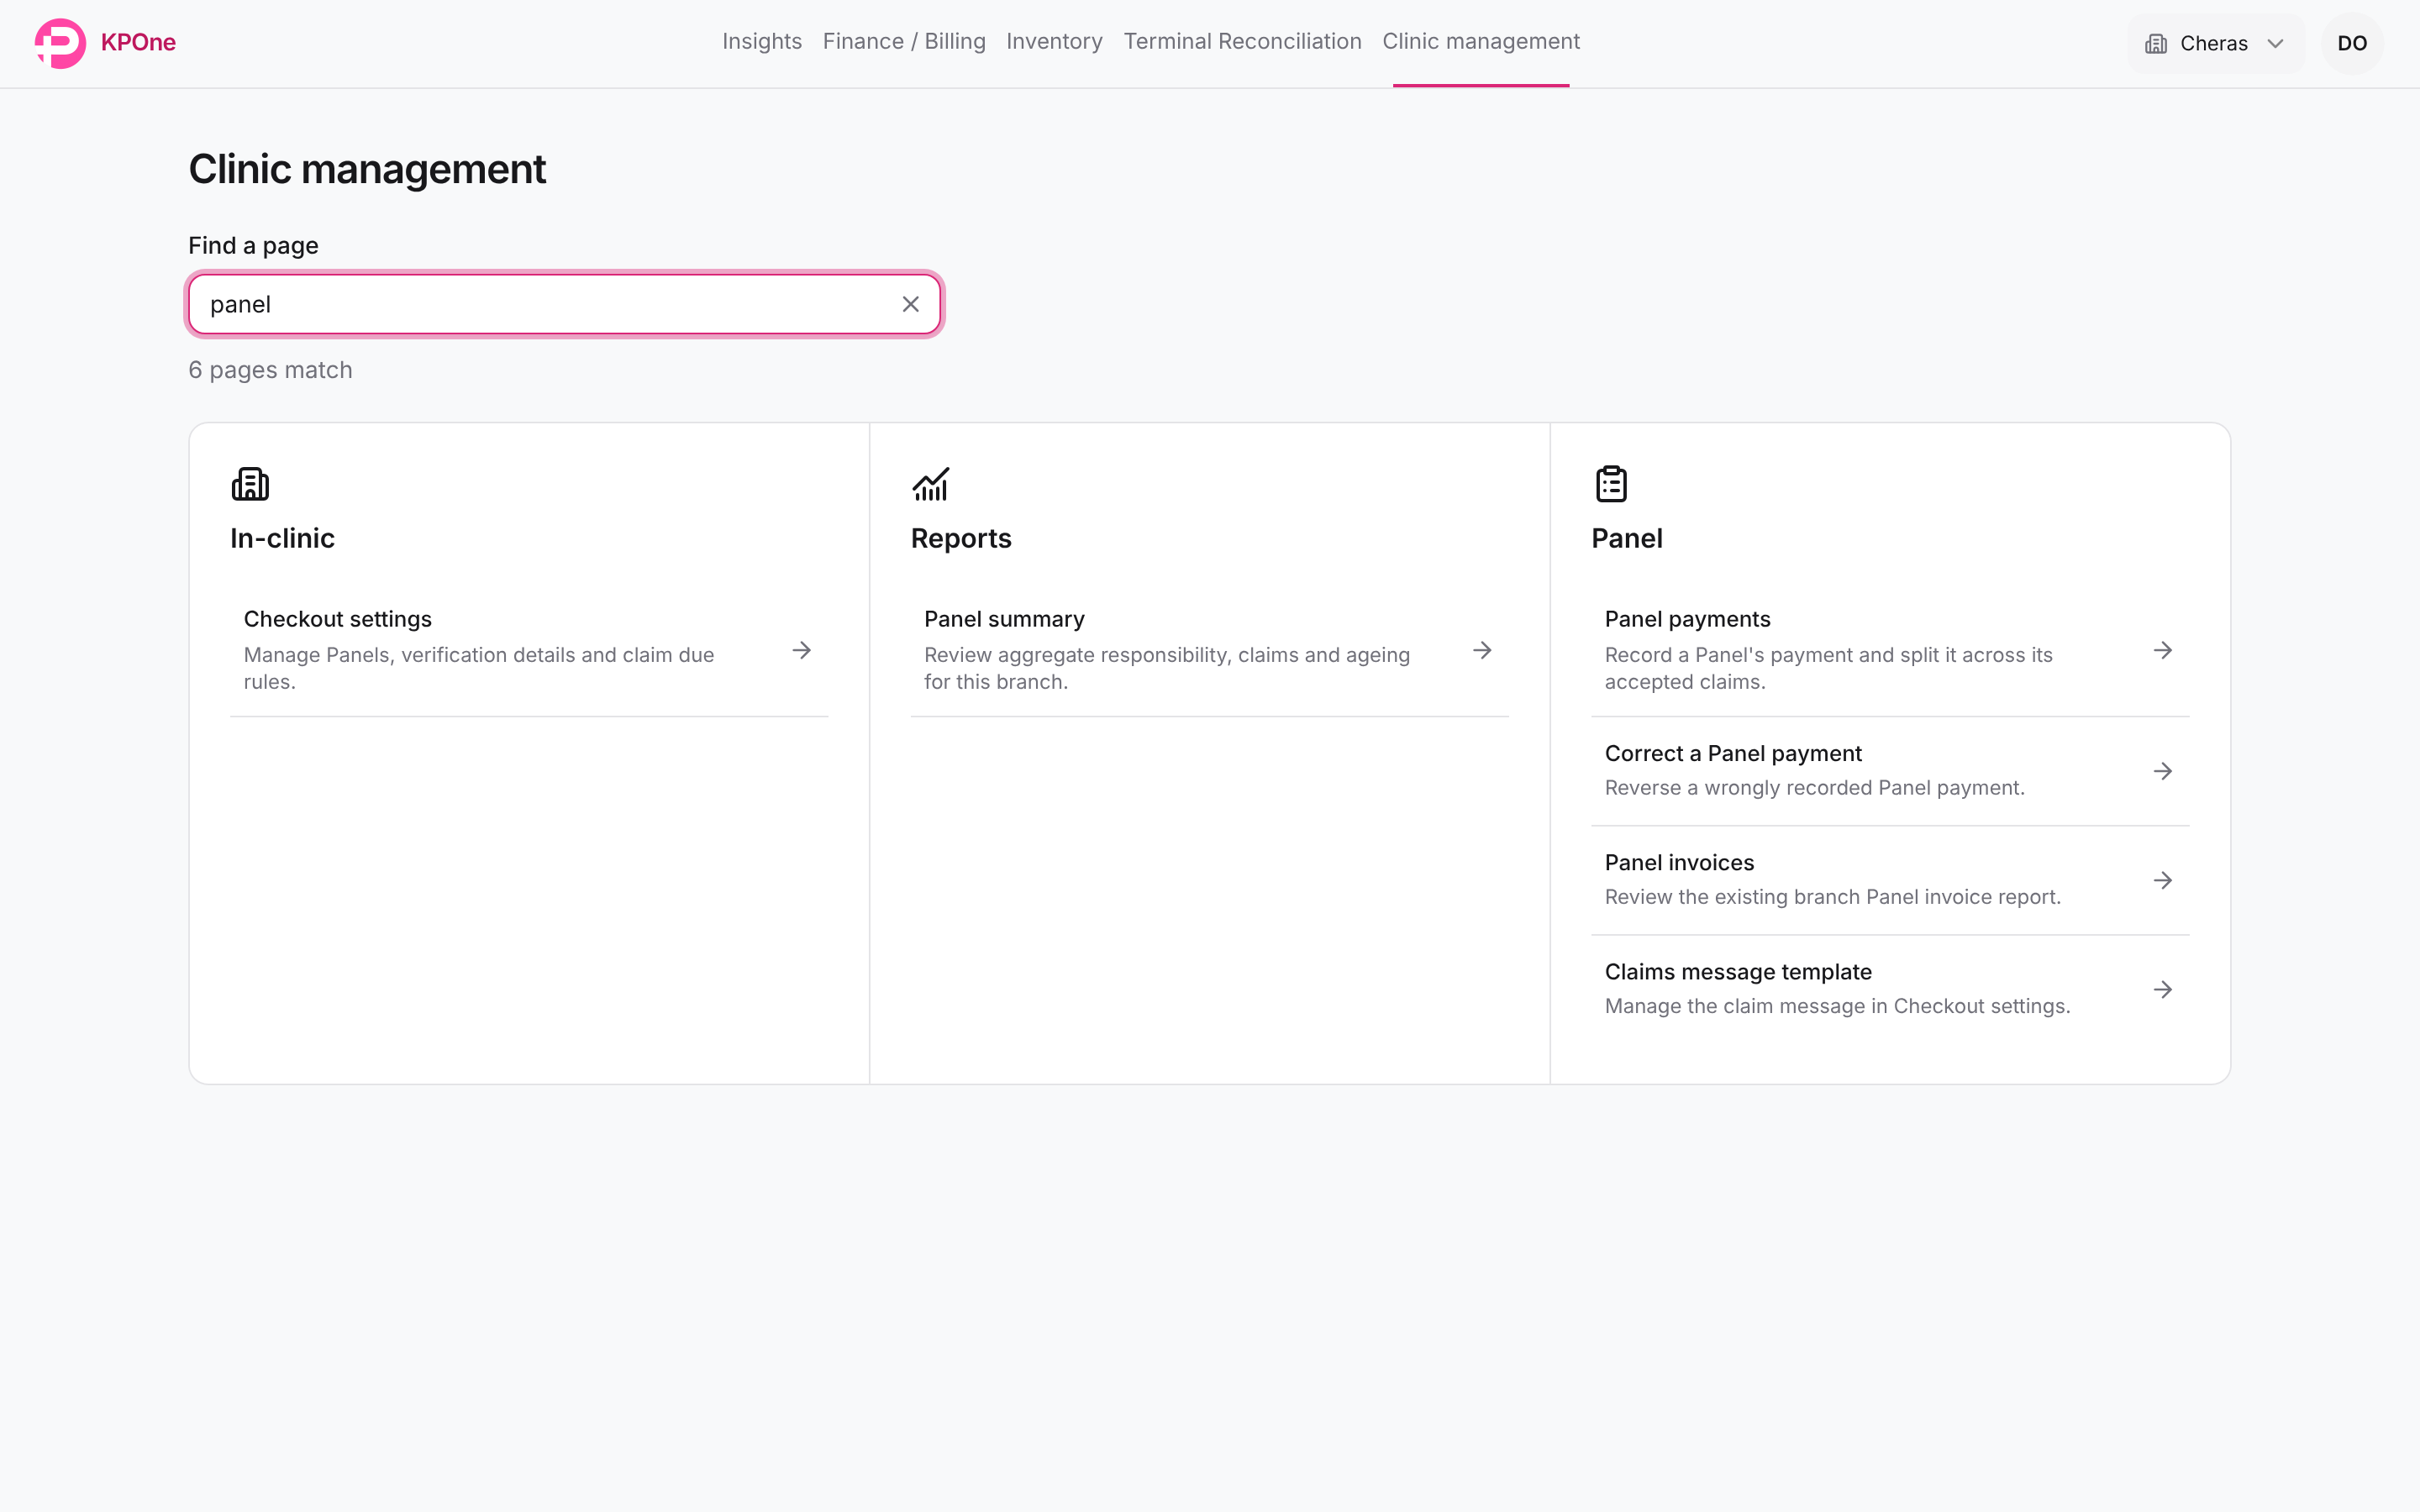 KPOne
Insights
Finance / Billing
Inventory
Terminal Reconciliation
Clinic management
Cheras
DO
Clinic management
Find a page
panel
6 pages match
In-clinic
Checkout settings
Manage Panels, verification details and claim due
rules.
Reports
Panel summary
Review aggregate responsibility, claims and ageing
for this branch.
Panel
Panel payments
Record a Panel's payment and split it across its
accepted claims.
Correct a Panel payment
Reverse a wrongly recorded Panel payment.
Panel invoices
Review the existing branch Panel invoice report.
Claims message template
Manage the claim message in Checkout settings.